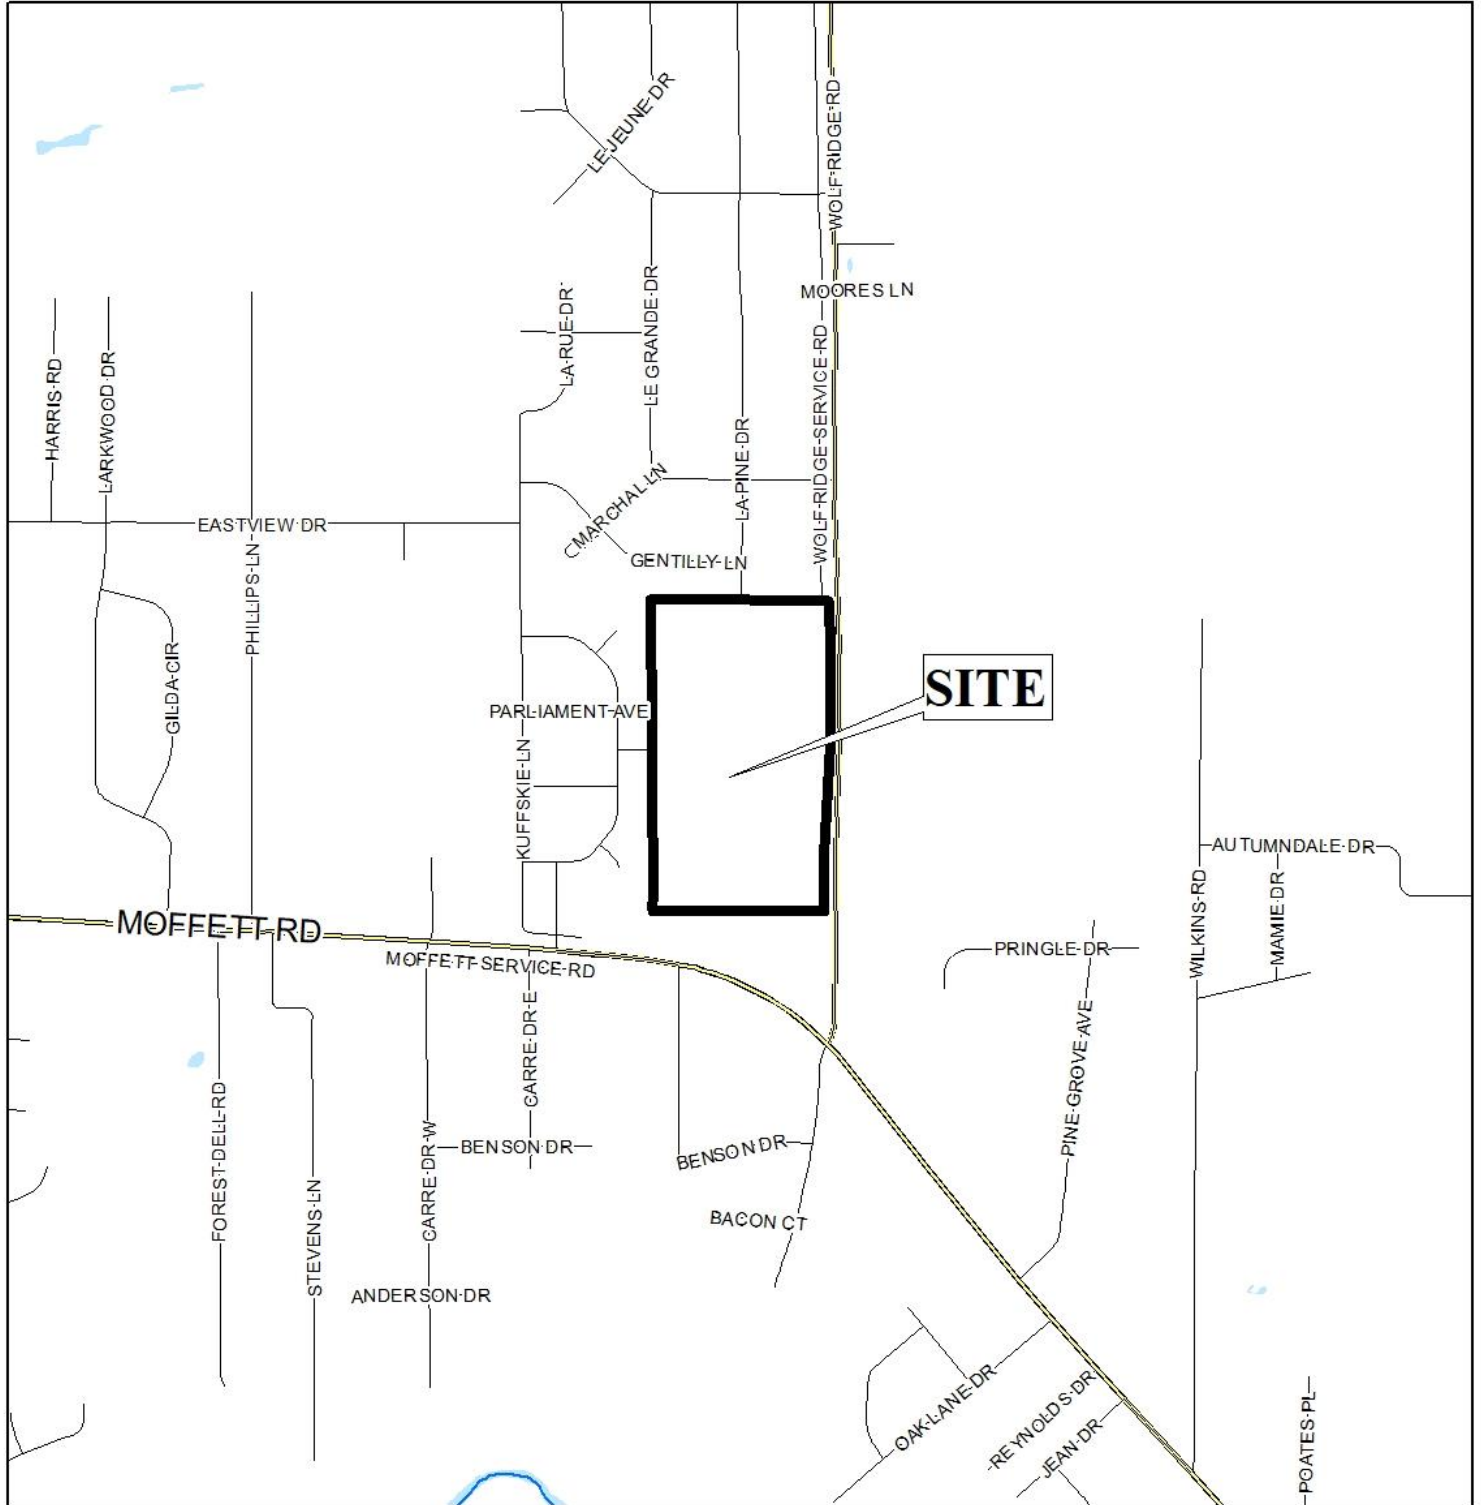 LEJEUNE DR
WOLF RIDGE RD
MOORES LN
LA RUE DR
LE GRANDE DR
HARRIS RD
LARKWOOD DR
WOLF RIDGE SERVICE RD
LA PINE DR
MARCHAL LN
EASTVIEW DR
GENTILLY LN
PHILLIPS LN
GILDA CIR
SITE
PARLIAMENT AVE
KUFFSKIE LN
AUTUMNDALE DR
WILKINS RD
MAMIE DR
MOFFETT RD
PRINGLE DR
MOFFETT SERVICE RD
CARRE DR E
PINE GROVE AVE
FOREST DELL RD
CARRE DR W
BENSON DR
BENSON DR
STEVENS LN
BACON CT
ANDERSON DR
OAK LANE DR
REYNOLDS DR
JEAN DR
POATES PL